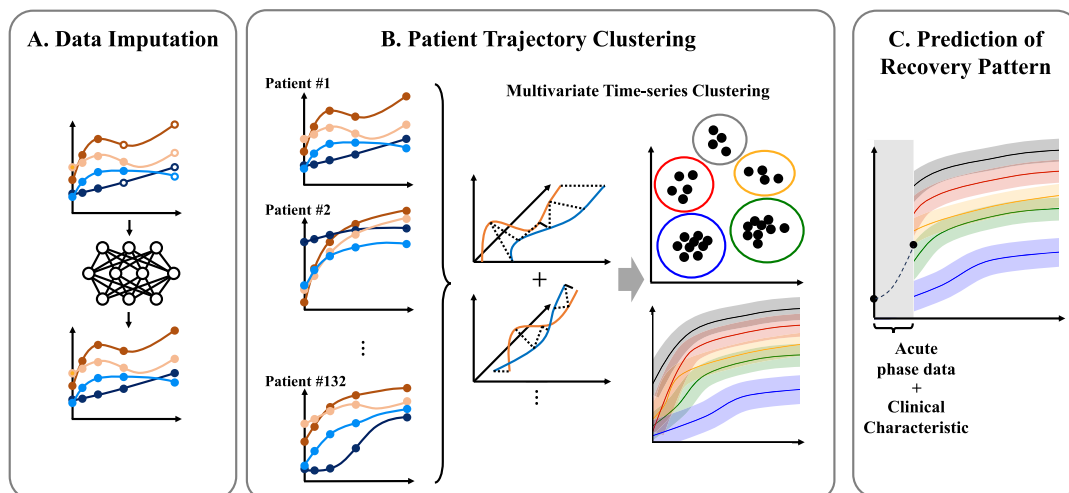 A. Data Imputation
B. Patient Trajectory Clustering
Patient #1
Patient #2
⋮
Patient #132
Multivariate Time-series Clustering
+
⋮
C. Prediction of
Recovery Pattern
Acute
phase data
+
Clinical
Characteristic